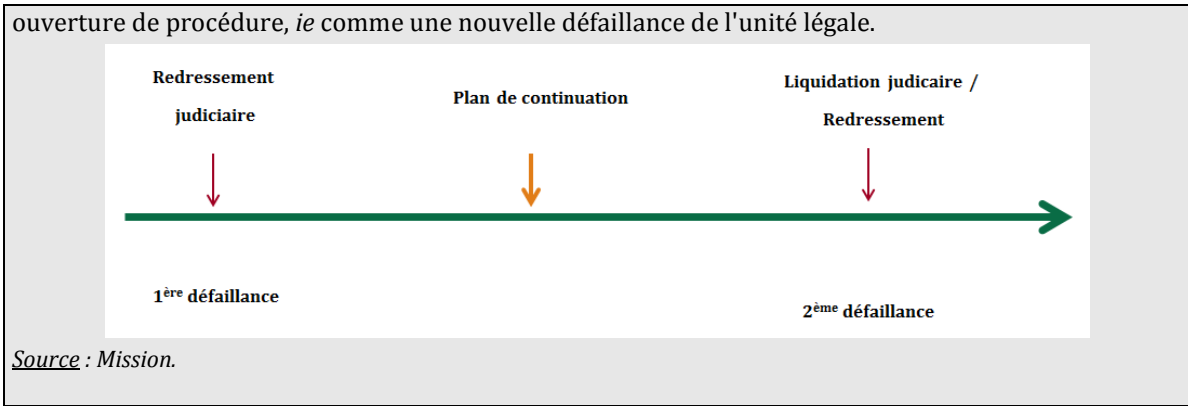 ouverture de procédure, ie comme une nouvelle défaillance de l'unité légale.
Redressement
judiciaire
Plan de continuation
Liquidation judicaire /
Redressement
1ère défaillance
2ème défaillance
Source : Mission.